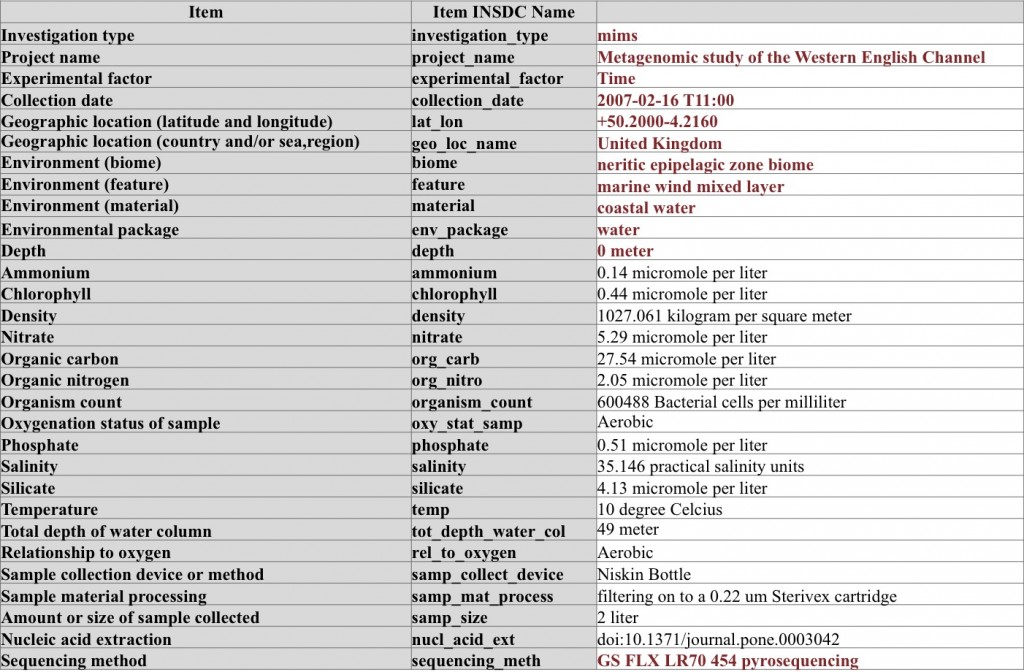 Item Item INSDC Name
Investigation type investigation_type mims
Project name project_name Metagenomic study of the Western English Channel
Experimental factor experimental_factor Time
Collection date collection_date 2007-02-16 T11:00
Geographic location (latitude and longitude) lat_lon +50.2000-4.2160
Geographic location (country and/or sea,region) geo_loc_name United Kingdom
Environment (biome) biome neritic epipelagic zone biome
Environment (feature) feature marine wind mixed layer
Environment (material) material coastal water
Environmental package env_package water
Depth depth 0 meter
Ammonium ammonium 0.14 micromole per liter
Chlorophyll chlorophyll 0.44 micromole per liter
Density density 1027.061 kilogram per square meter
Nitrate nitrate 5.29 micromole per liter
Organic carbon org_carb 27.54 micromole per liter
Organic nitrogen org_nitro 2.05 micromole per liter
Organism count organism_count 600488 Bacterial cells per milliliter
Oxygenation status of sample oxy_stat_samp Aerobic
Phosphate phosphate 0.51 micromole per liter
Salinity salinity 35.146 practical salinity units
Silicate silicate 4.13 micromole per liter
Temperature temp 10 degree Celcius
Total depth of water column tot_depth_water_col 49 meter
Relationship to oxygen rel_to_oxygen Aerobic
Sample collection device or method samp_collect_device Niskin Bottle
Sample material processing samp_mat_process filtering on to a 0.22 um Sterivex cartridge
Amount or size of sample collected samp_size 2 liter
Nucleic acid extraction nucl_acid_ext doi:10.1371/journal.pone.0003042
Sequencing method sequencing_meth GS FLX LR70 454 pyrosequencing